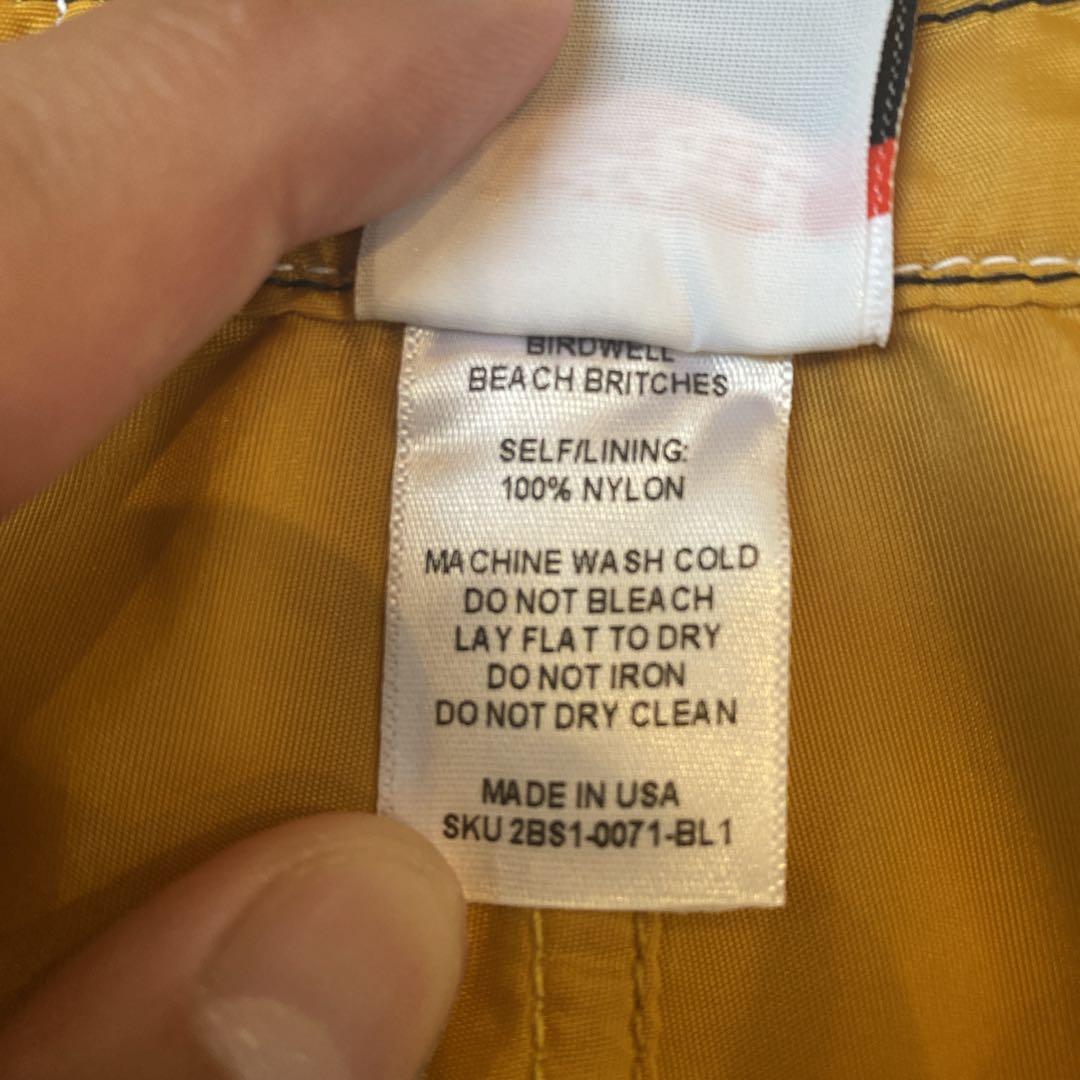 BIRDWELL
BEACH BRITCHES
SELF/LINING:
100% NYLON
MACHINE WASH COLD
DO NOT BLEACH
LAY FLAT TO DRY
DO NOT IRON
DO NOT DRY CLEAN
MADE IN USA
SKU 2BS1-0071-BL1